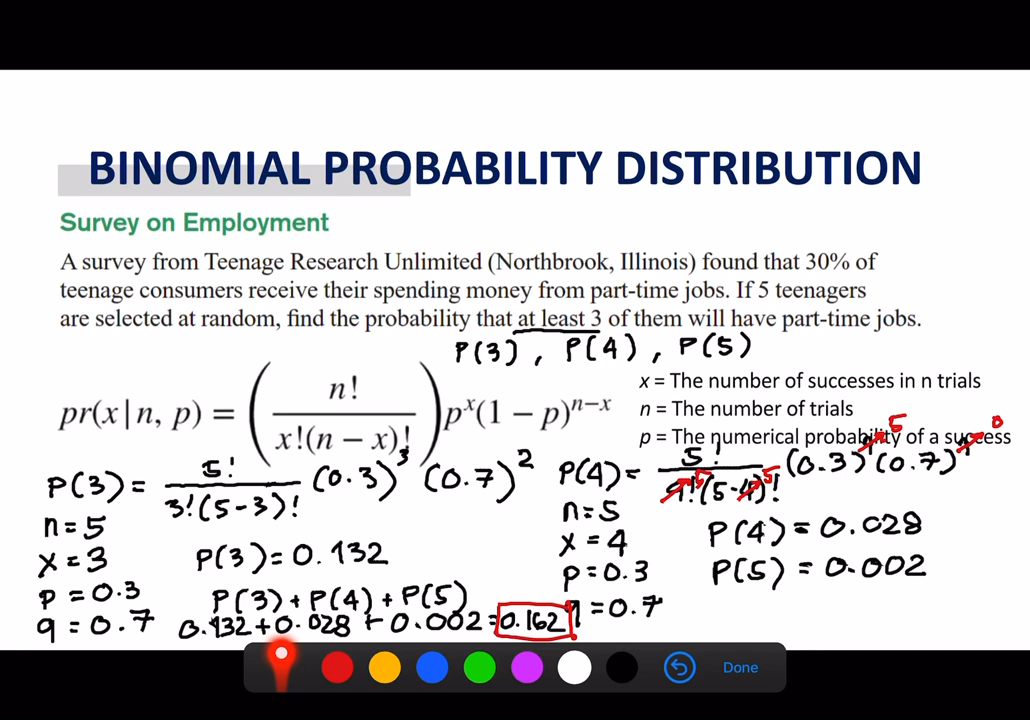 BINOMIAL PROBABILITY DISTRIBUTION
Survey on Employment
A survey from Teenage Research Unlimited (Northbrook, Illinois) found that 30% of
teenage consumers receive their spending money from part-time jobs. If 5 teenagers
are selected at random, find the probability that at least 3 of them will have part-time jobs.
P(3), P(4), P(5)
pr(x|n, p) = (n! / x!(n − x)!) p^x(1 − p)^{n−x}
x = The number of successes in n trials
n = The number of trials
p = The numerical probability of a success
P(3) = 5! / 3!(5-3)! (0.3)^3 (0.7)^2
n = 5
x = 3
p = 0.3
q = 0.7
P(3) = 0.132
P(3) + P(4) + P(5)
0.132 + 0.028 + 0.002 = 0.162
P(4) = 5! / 4!(5-4)! (0.3)^4 (0.7)^1
5 5 5 0
n = 5
x = 4
p = 0.3
q = 0.7
P(4) = 0.028
P(5) = 0.002
Done